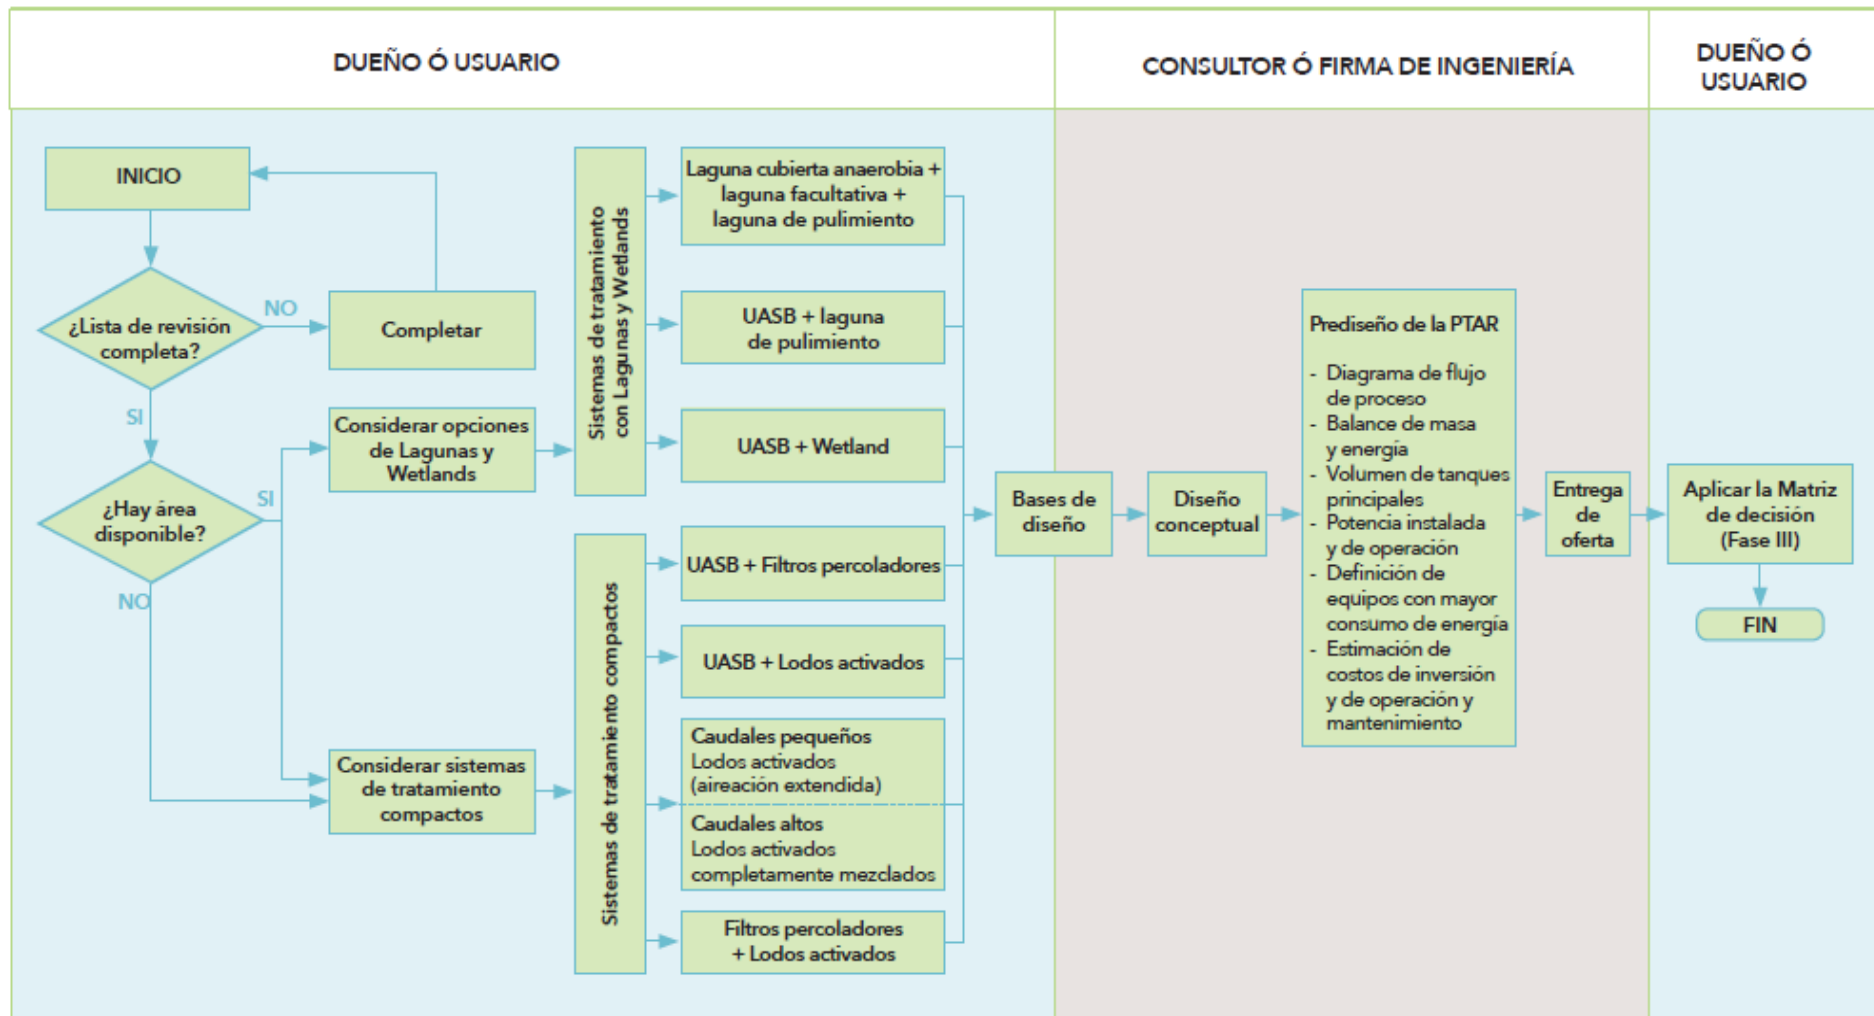 DUEÑO Ó USUARIO
CONSULTOR Ó FIRMA DE INGENIERÍA
DUEÑO Ó
USUARIO
INICIO
¿Lista de revisión
completa?
NO
Completar
SI
¿Hay área
disponible?
SI
NO
Considerar opciones
de Lagunas y
Wetlands
Considerar sistemas
de tratamiento
compactos
Sistemas de tratamiento
con Lagunas y Wetlands
Laguna cubierta anaerobia +
laguna facultativa +
laguna de pulimiento
UASB + laguna
de pulimiento
UASB + Wetland
Sistemas de tratamiento compactos
UASB + Filtros percoladores
UASB + Lodos activados
Caudales pequeños
Lodos activados
(aireación extendida)
Caudales altos
Lodos activados
completamente mezclados
Filtros percoladores
+ Lodos activados
Bases de
diseño
Diseño
conceptual
Prediseño de la PTAR
- Diagrama de flujo
de proceso
- Balance de masa
y energía
- Volumen de tanques
principales
- Potencia instalada
y de operación
- Definición de
equipos con mayor
consumo de energía
- Estimación de
costos de inversión
y de operación y
mantenimiento
Entrega
de
oferta
Aplicar la Matriz
de decisión
(Fase III)
FIN